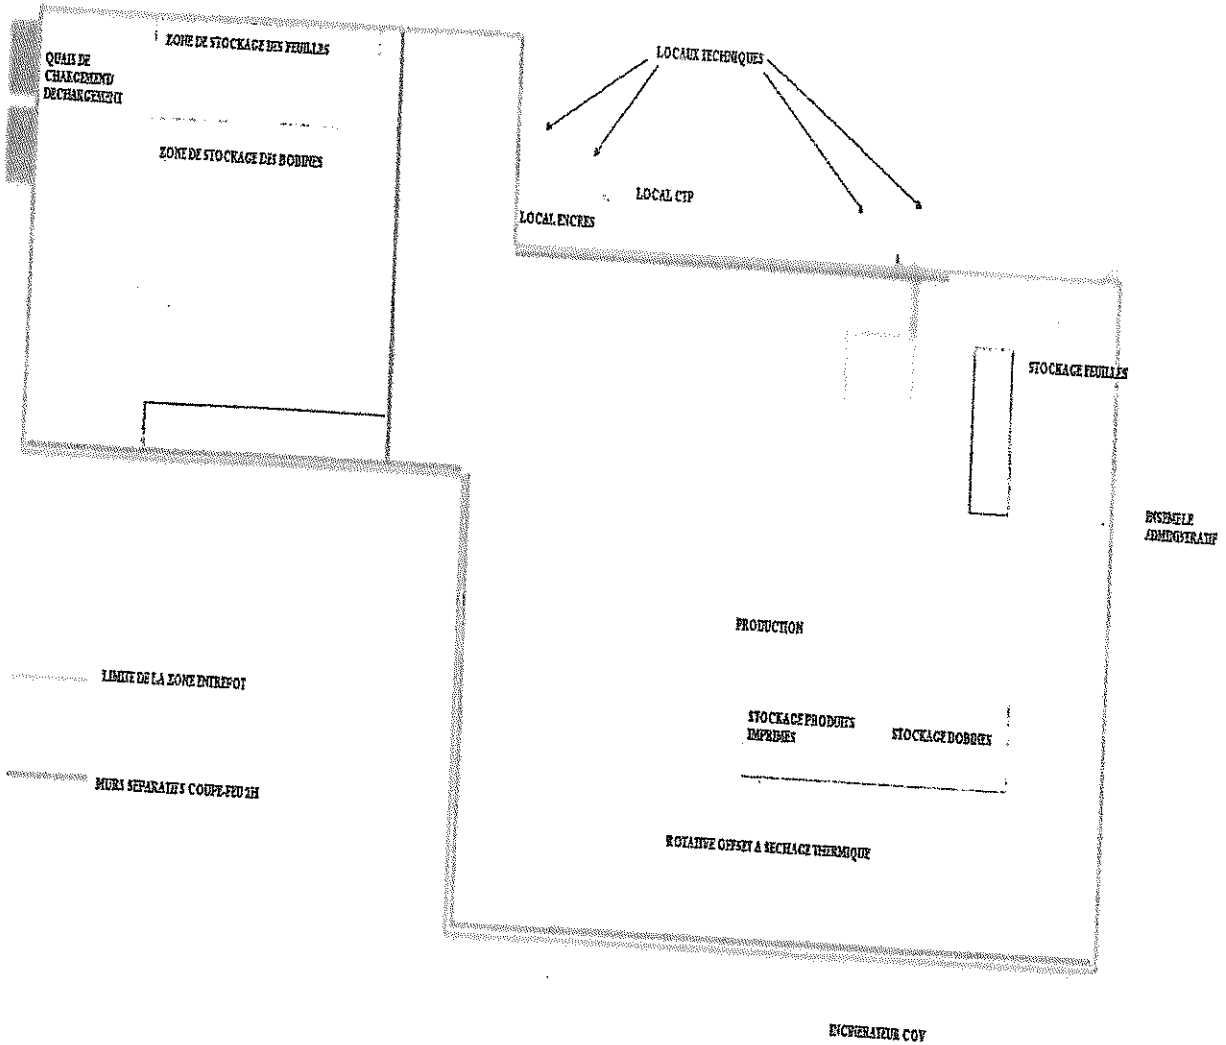 ZONE DE STOCKAGE DES FEUILLES
QUAIS DE
CHARGEMENT/
DECHARGEMENT
ZONE DE STOCKAGE DES BOBINES
LOCAUX TECHNIQUES
LOCAL CTP
LOCAL ENCRES
STOCKAGE FEUILLES
ENSEMBLE
ADMINISTRATIF
PRODUCTION
LIMITE DE LA ZONE ENTREPOT
STOCKAGE PRODUITS
IMPRIMES
STOCKAGE BOBINES
MURS SEPARATIFS COUPE-FEU 2H
ROTATIVE OFFSET A SECHAGE THERMIQUE
INCINERATEUR COV